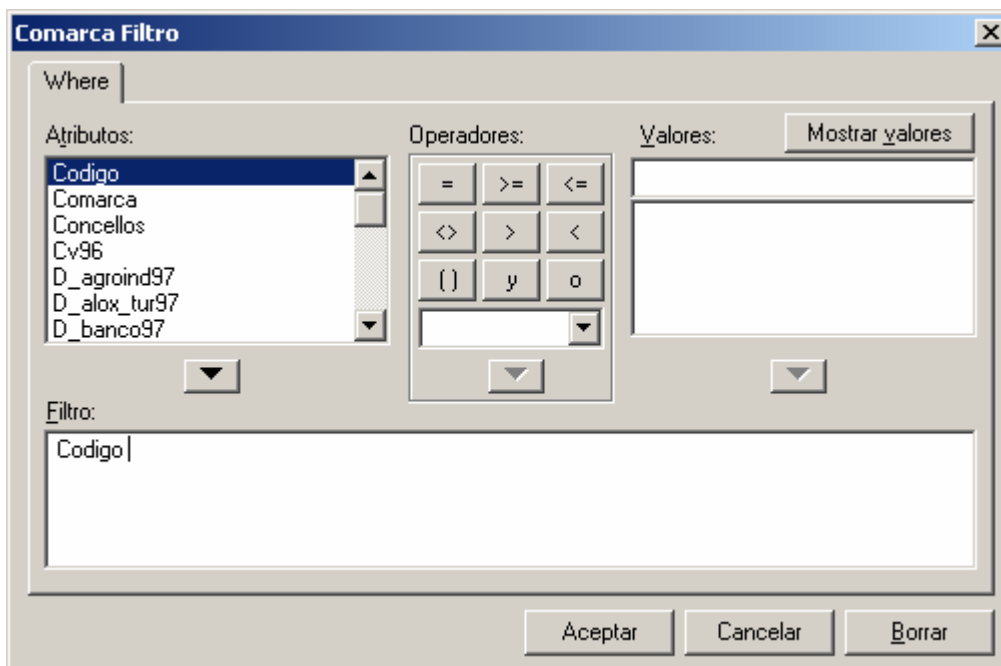 Comarca Filtro
Where
Atributos:
Operadores:
Valores:
Mostrar valores
Codigo
Comarca
Concellos
Cv96
D_agroind97
D_alox_tur97
D_banco97
= >= <=
<> > <
() y o
Filtro:
Codigo
Aceptar
Cancelar
Borrar